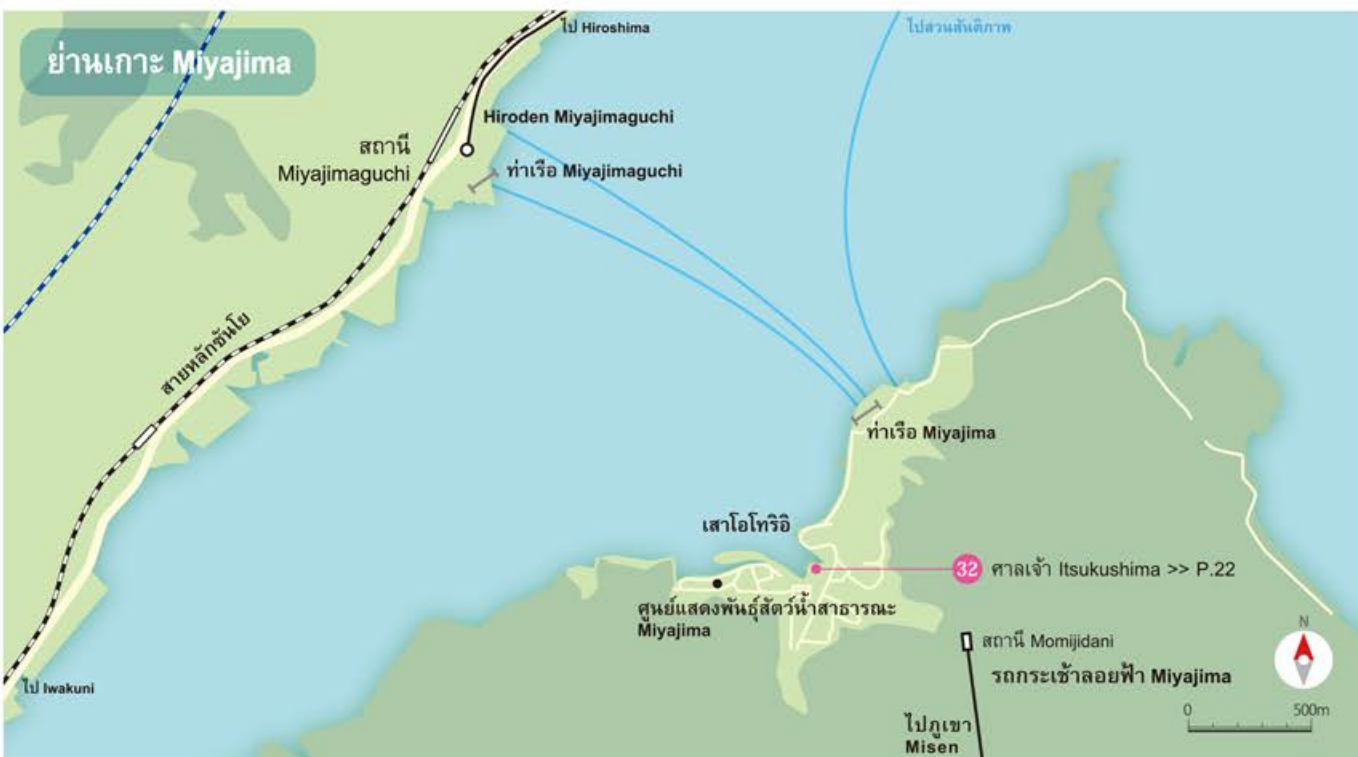 ย่านเกาะ Miyajima
ไป Hiroshima
ไปสวนสันติภาพ
Hiroden Miyajimaguchi
สถานี
Miyajimaguchi
ท่าเรือ Miyajimaguchi
สายหลักซันโย
ท่าเรือ Miyajima
เสาโอโทริอิ
32 ศาลเจ้า Itsukushima >> P.22
ศูนย์แสดงพันธุ์สัตว์น้ำสาธารณะ
Miyajima
สถานี Momijidani
รถกระเช้าลอยฟ้า Miyajima
N
ไป Iwakuni
0 500m
ไปภูเขา
Misen